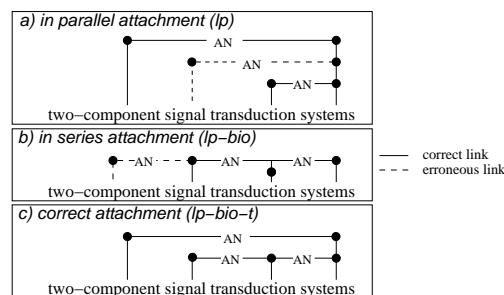 a) in parallel attachment (lp)
AN
AN
AN
two-component signal transduction systems
b) in series attachment (lp-bio)
AN AN AN
two-component signal transduction systems
correct link
erroneous link
c) correct attachment (lp-bio-t)
AN
AN AN
two-component signal transduction systems